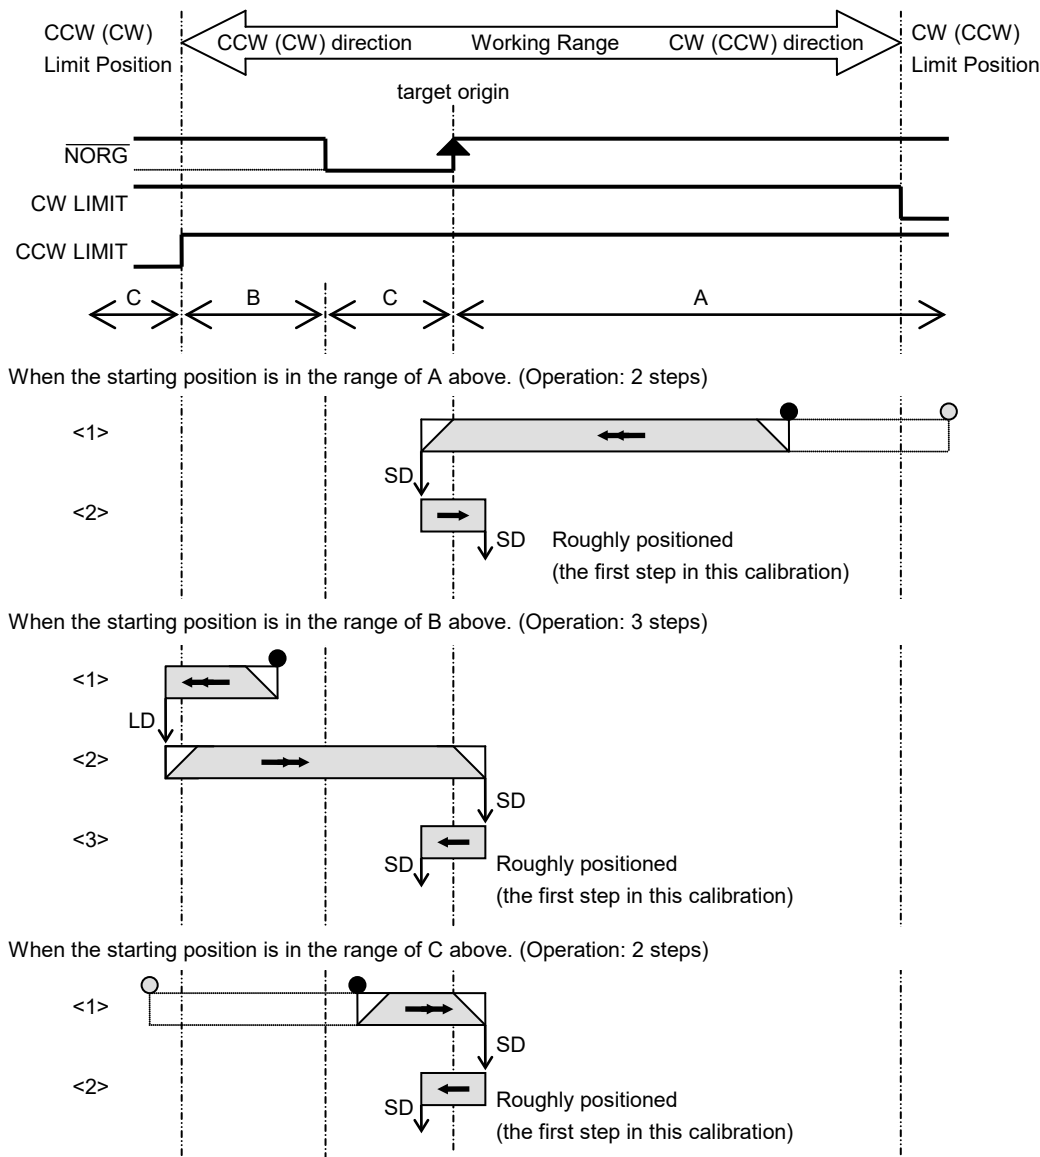 CCW (CW)
Limit Position
CCW (CW) direction
Working Range
CW (CCW) direction
CW (CCW)
Limit Position
target origin
NORG
CW LIMIT
CCW LIMIT
C
B
C
A
When the starting position is in the range of A above. (Operation: 2 steps)
<1>
SD
<2>
SD
Roughly positioned
(the first step in this calibration)
When the starting position is in the range of B above. (Operation: 3 steps)
<1>
LD
<2>
SD
<3>
SD
Roughly positioned
(the first step in this calibration)
When the starting position is in the range of C above. (Operation: 2 steps)
<1>
SD
<2>
SD
Roughly positioned
(the first step in this calibration)